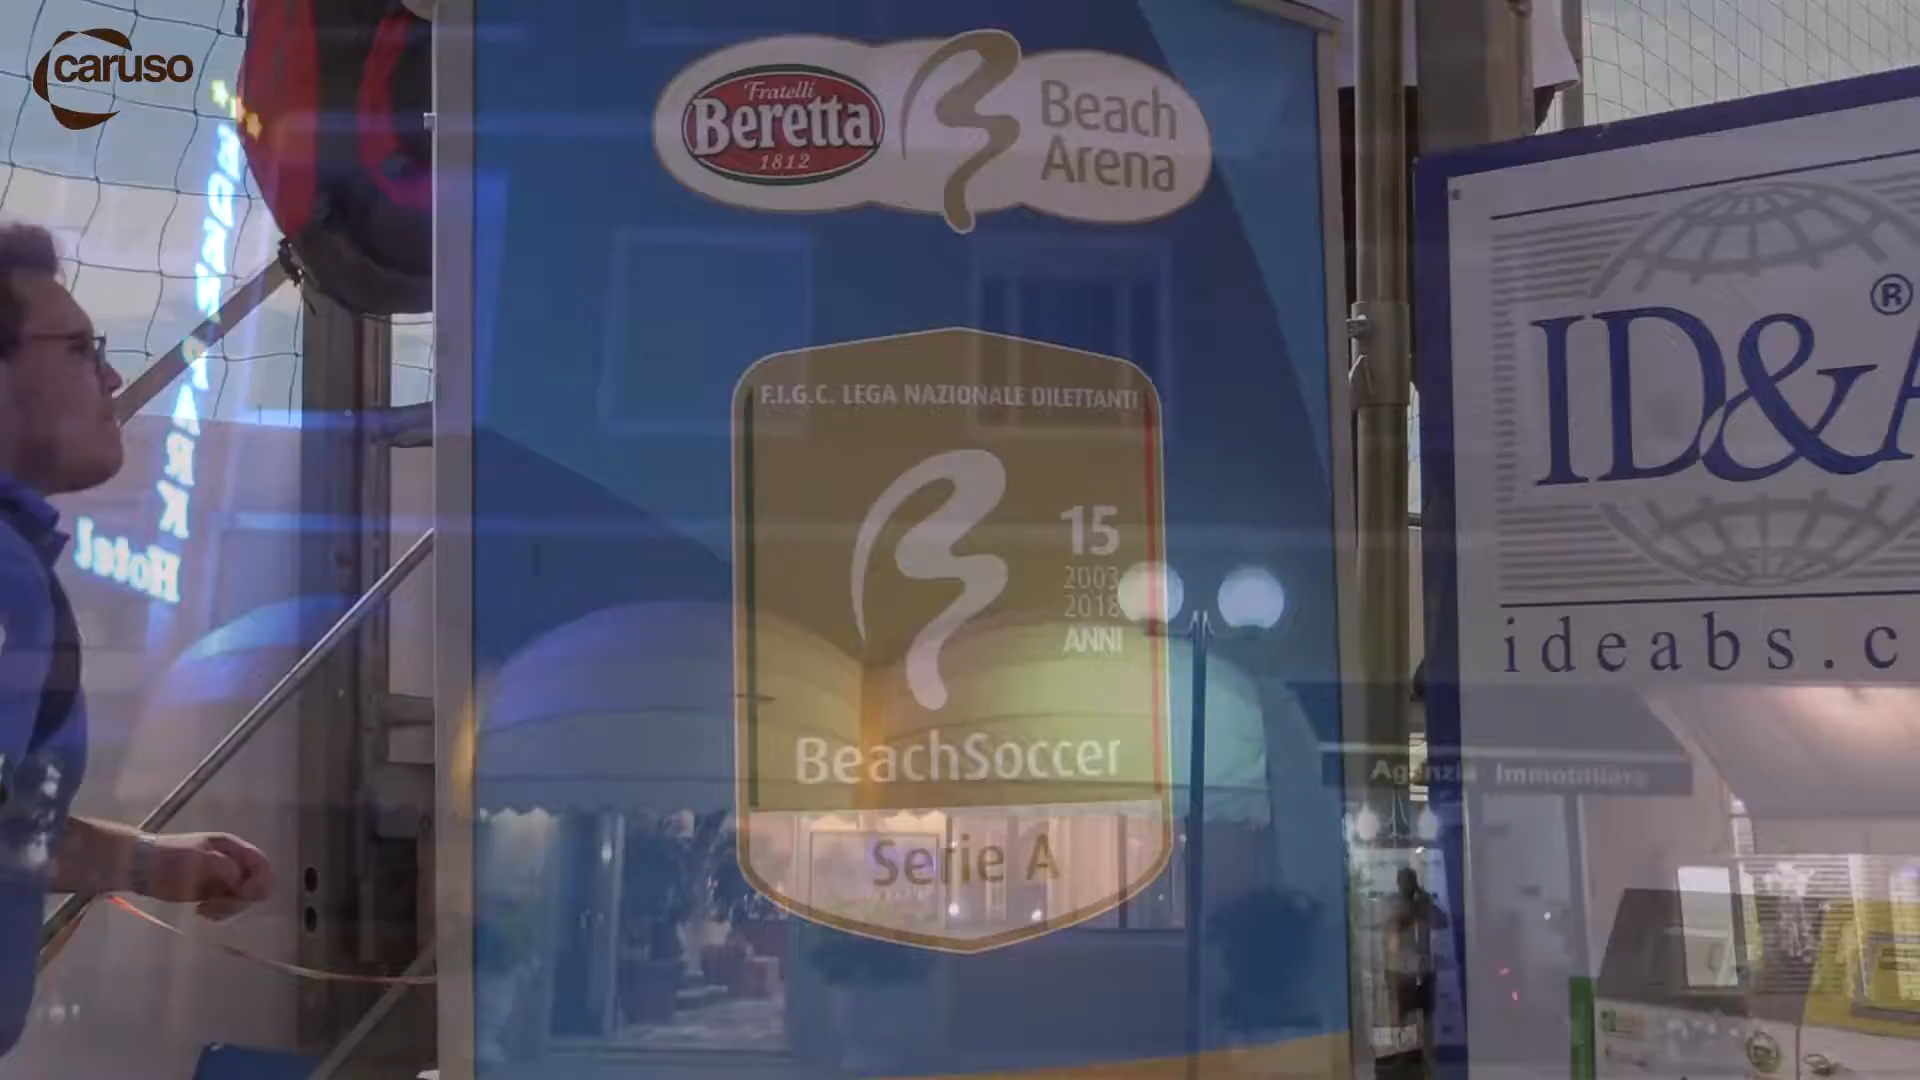 caruso
Fratelli
Beretta
1812
Beach
Arena
ID&
®
ideabs.c
F.I.G.C. LEGA NAZIONALE DILETTANTI
15
2003
2018
ANNI
BeachSoccer
Serie A
PARK
Hotel
Agenzia Immobiliare